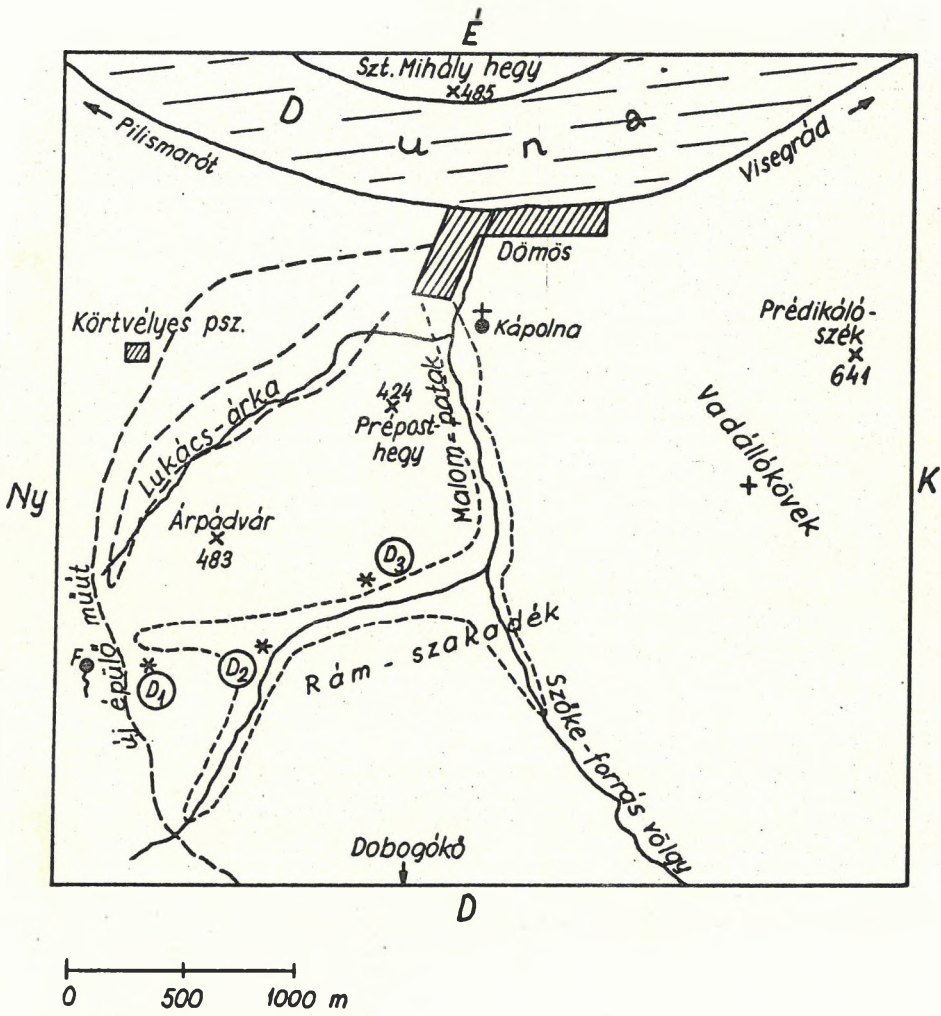 É
Szt. Mihály hegy
485
Duna
Pilismarót
Visegrád
Dömös
Kápolna
Körtvélyes psz.
Prédikáló-
szék
641
424
Prépost-
hegy
Malom-patak
Lukács-árka
Vadállókövek
Ny
K
Árpádvár
483
D3
új épülő műút
F.
D1
D2
Rám-szakadék
Szőke-forrás völgy
Dobogókő
D
0 500 1000 m